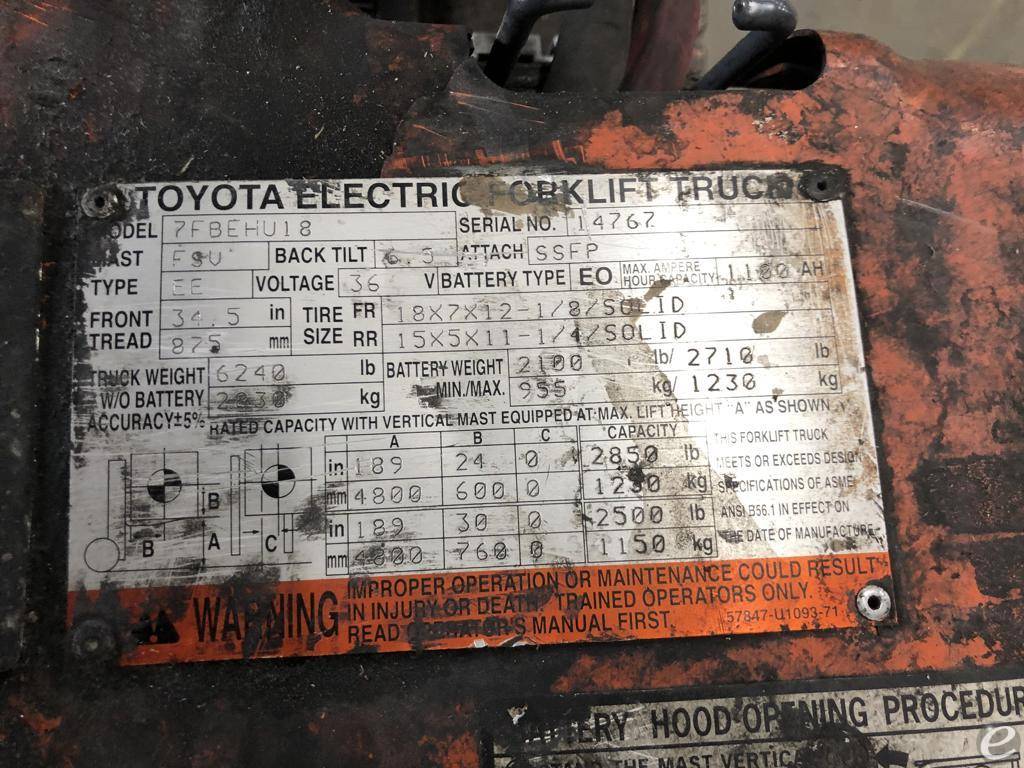 TOYOTA ELECTRIC FORKLIFT TRUCK
MODEL 7FBEHU18 SERIAL NO. 14767
MAST FSV BACK TILT 6.5 ATTACH SSFP
TYPE EE VOLTAGE 36 V BATTERY TYPE EO MAX. AMPERE HOUR CAPACITY 1100 AH
FRONT TREAD 34.5 in TIRE SIZE FR 18X7X12-1/8/SOLID
875 mm RR 15X5X11-1/4/SOLID
TRUCK WEIGHT 6240 lb BATTERY WEIGHT 2100 lb/ 2710 lb
W/O BATTERY 2830 kg MIN./MAX. 955 kg/ 1230 kg
ACCURACY±5% RATED CAPACITY WITH VERTICAL MAST EQUIPPED AT MAX. LIFT HEIGHT "A" AS SHOWN
A B C CAPACITY
in 189 24 0 2850 lb
mm 4800 600 0 kg
in 189 30 0 2500 lb
mm 4800 760 0 1150 kg
B A C B
THIS FORKLIFT TRUCK
MEETS OR EXCEEDS DESIGN
SPECIFICATIONS OF ASME
ANSI B56.1 IN EFFECT ON
THE DATE OF MANUFACTURE
WARNING
IMPROPER OPERATION OR MAINTENANCE COULD RESULT
IN INJURY OR DEATH. TRAINED OPERATORS ONLY.
READ OPERATOR'S MANUAL FIRST.
57847-U1093-71
BATTERY HOOD OPENING PROCEDUR
THE MAST VERTICAL
e